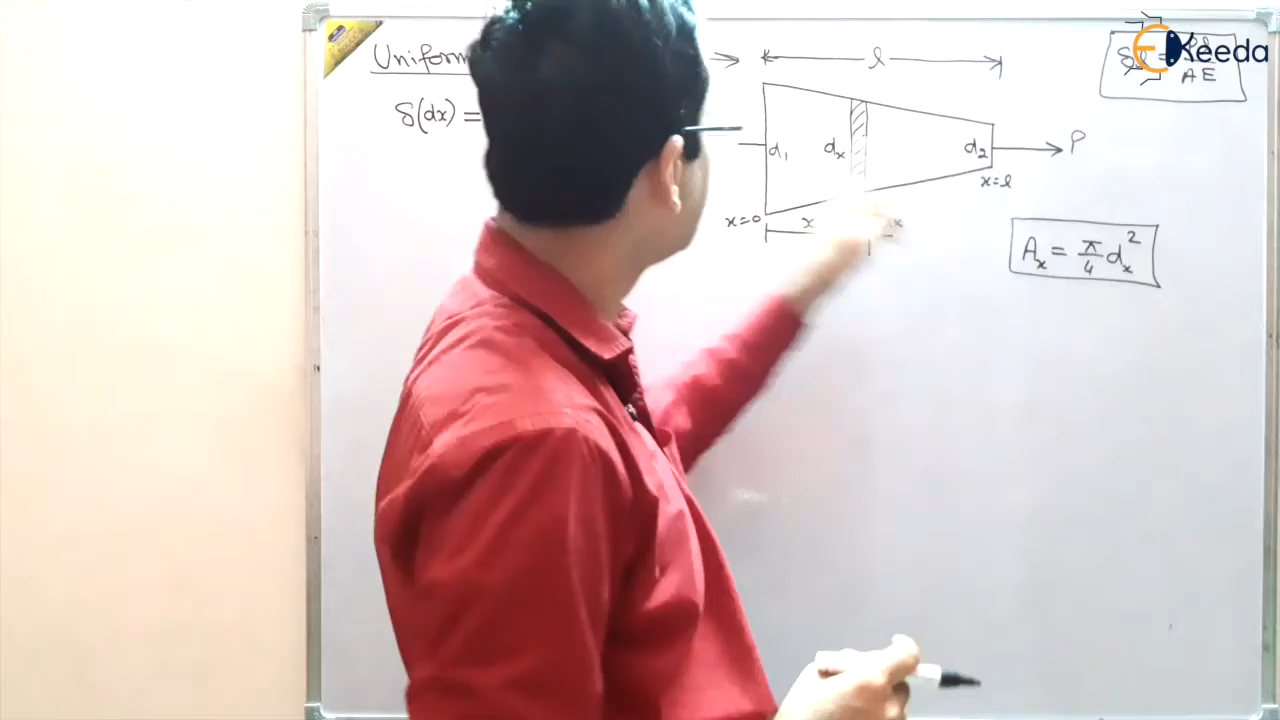 Uniform
l
δ(dx) =
AE
d₁
dₓ
d₂
P
x=l
x=0
x
x
Aₓ = π/4 dₓ²
Keeda